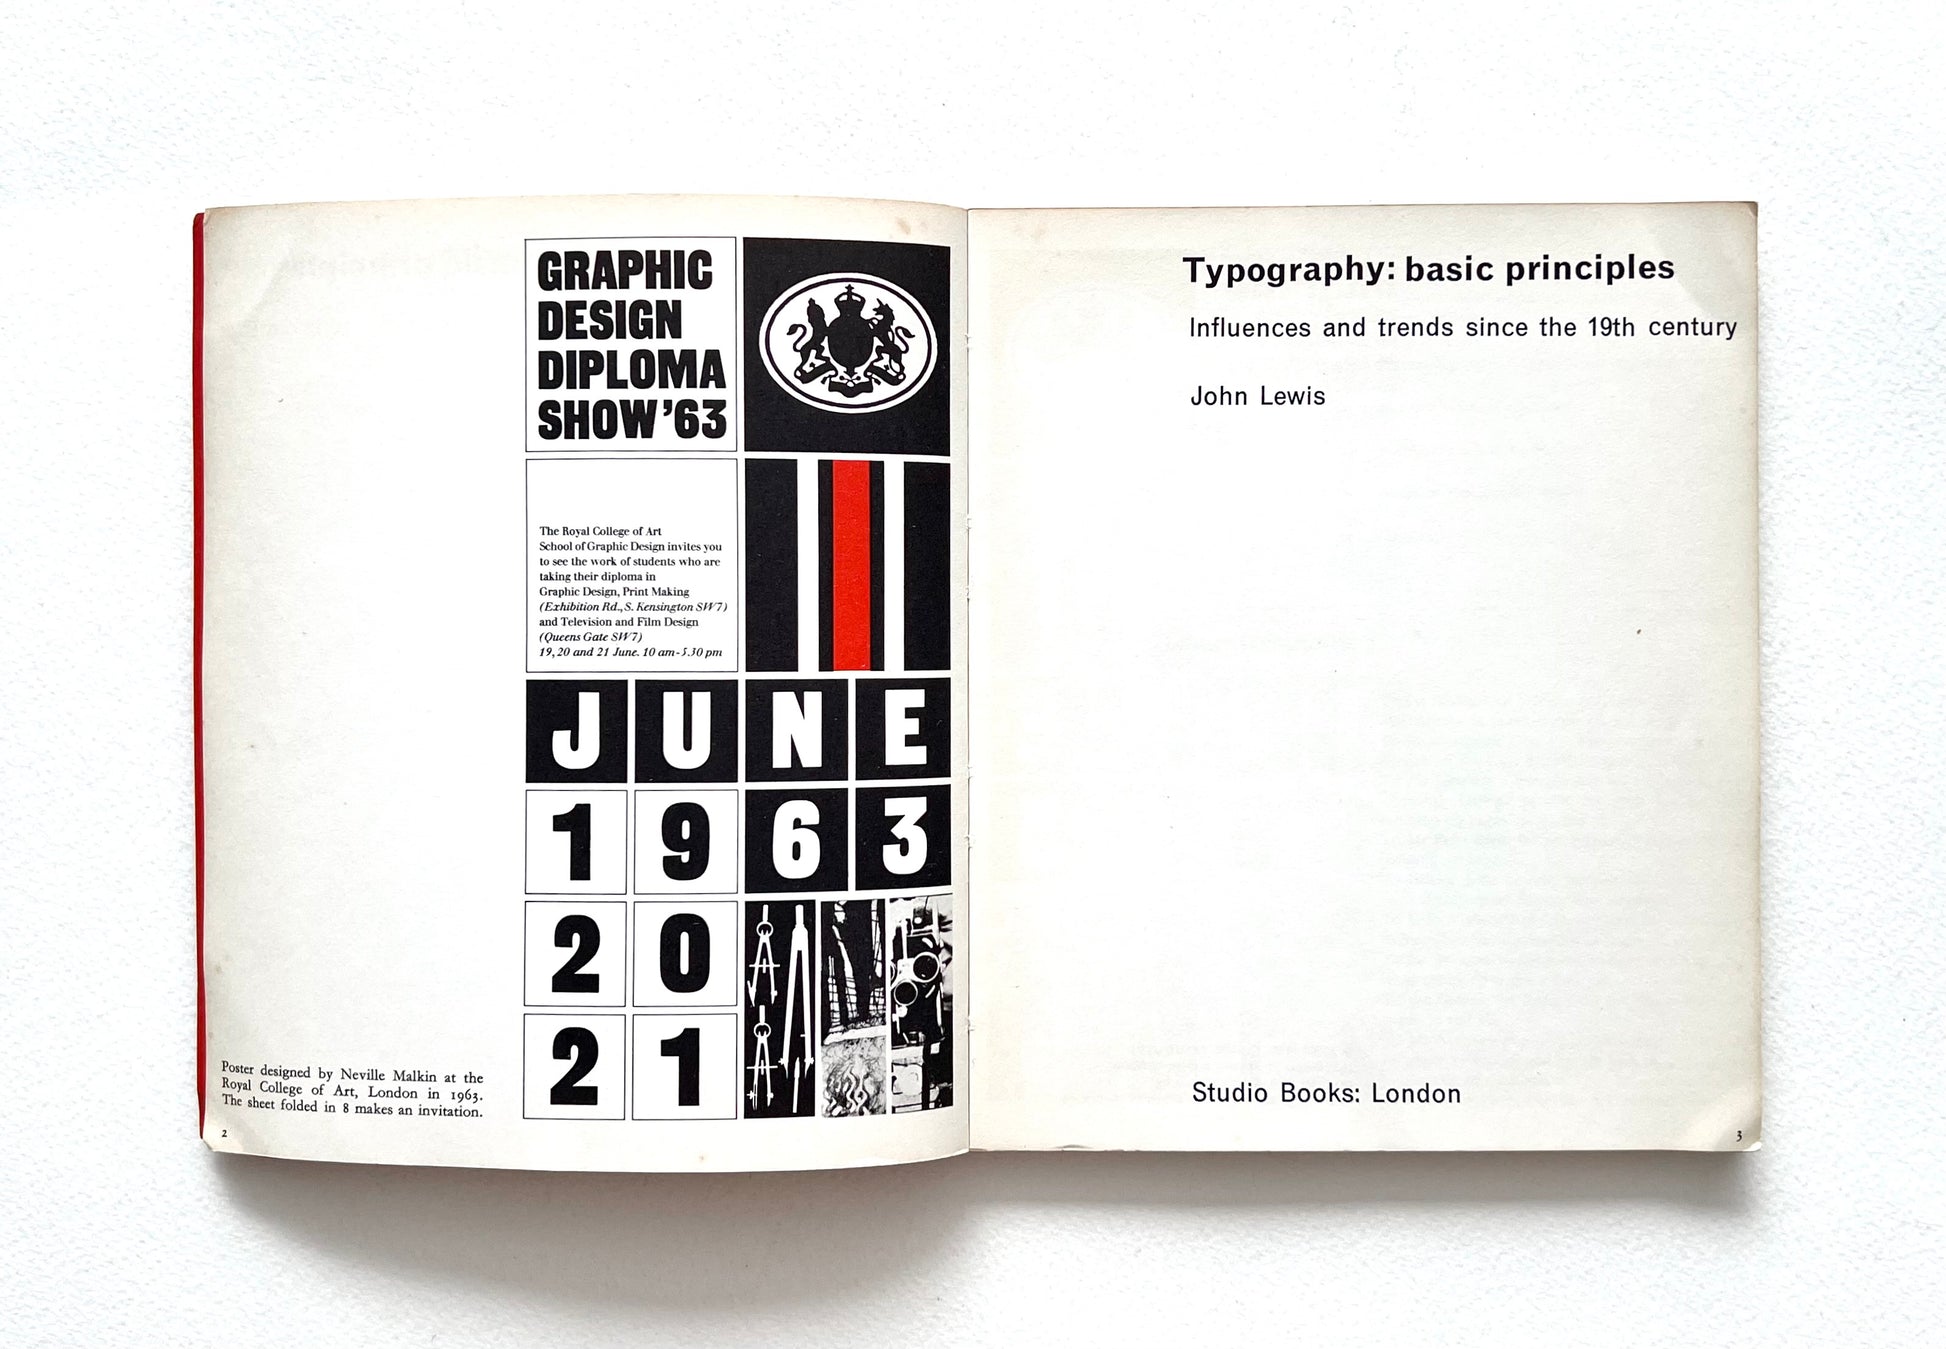 GRAPHIC
DESIGN
DIPLOMA
SHOW ’63
The Royal College of Art
School of Graphic Design invites you
to see the work of students who are
taking their diploma in
Graphic Design, Print Making
(Exhibition Rd., S. Kensington SW7)
and Television and Film Design
(Queens Gate SW7)
19, 20 and 21 June. 10 am - 5.30 pm
JUNE
1963
20
21
Poster designed by Neville Malkin at the
Royal College of Art, London in 1963.
The sheet folded in 8 makes an invitation.
2
Typography: basic principles
Influences and trends since the 19th century
John Lewis
Studio Books: London
3